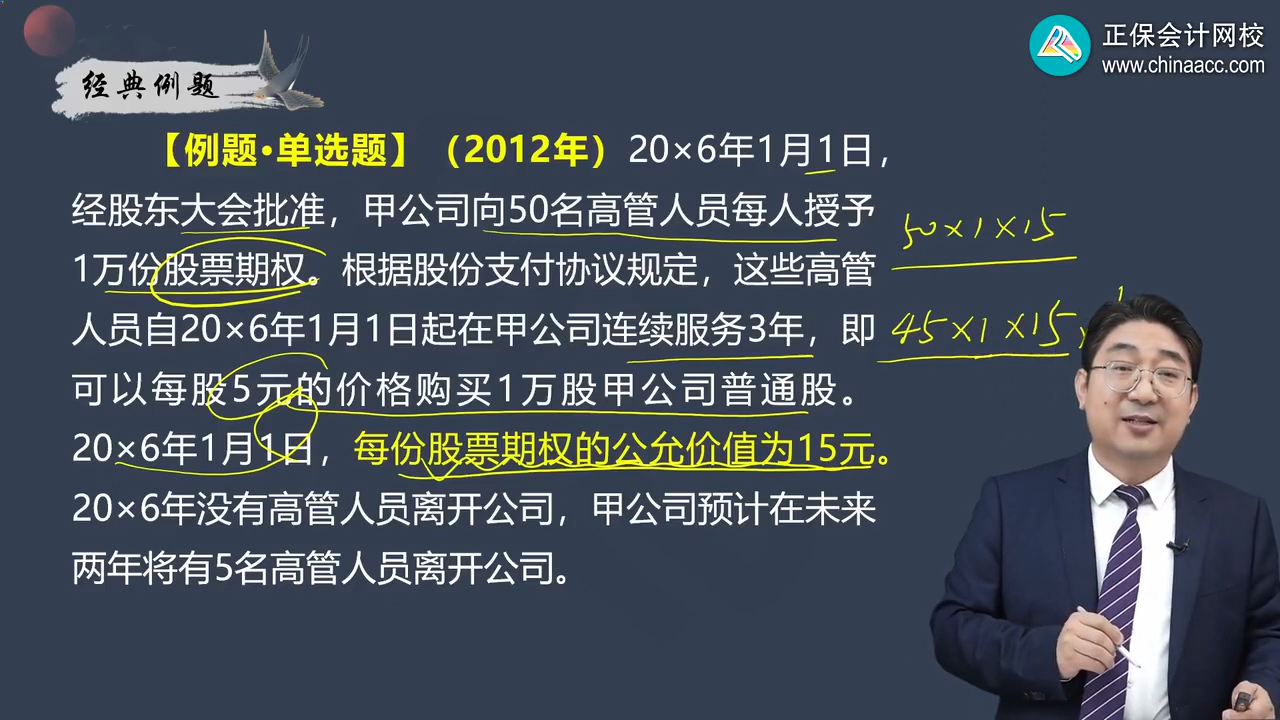 正保会计网校
www.chinaacc.com
经典例题
【例题·单选题】（2012年）20×6年1月1日，
经股东大会批准，甲公司向50名高管人员每人授予
1万份股票期权。根据股份支付协议规定，这些高管
人员自20×6年1月1日起在甲公司连续服务3年，即
可以每股5元的价格购买1万股甲公司普通股。
20×6年1月1日，每份股票期权的公允价值为15元。
20×6年没有高管人员离开公司，甲公司预计在未来
两年将有5名高管人员离开公司。
50×1×15
45×1×15